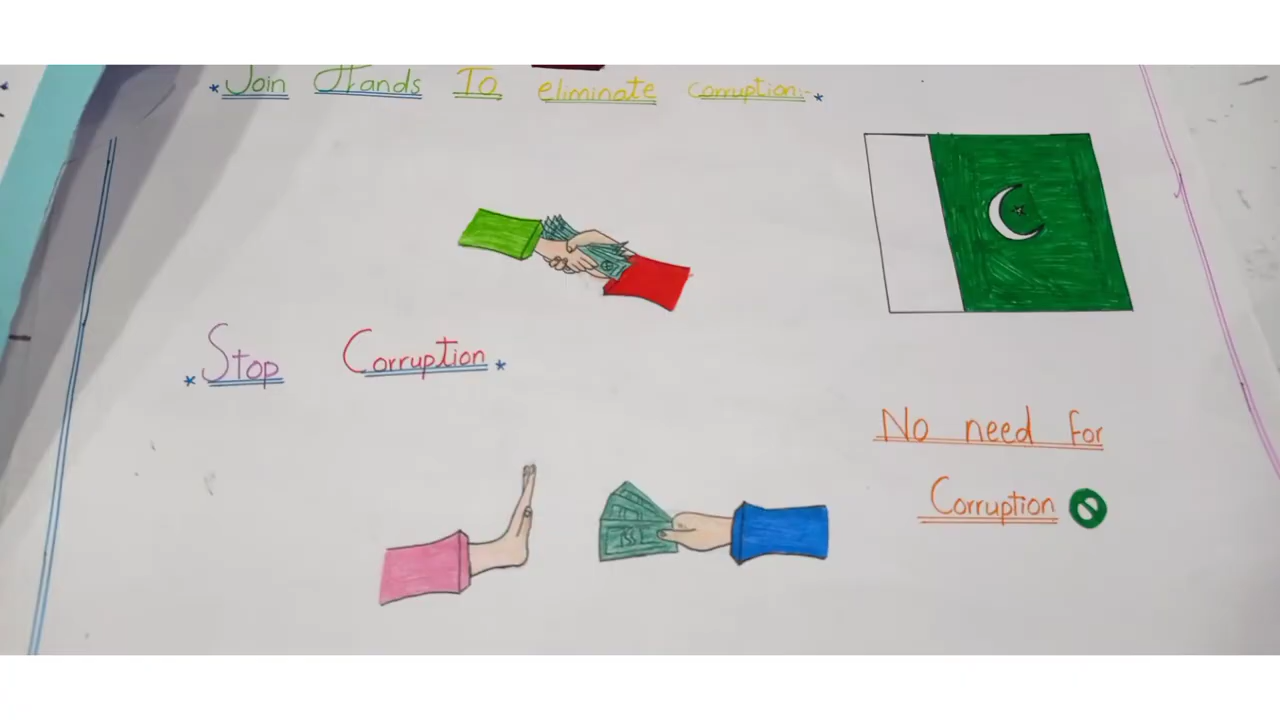 * Join Hands To eliminate corruption:- *
* Stop Corruption *
No need for
Corruption